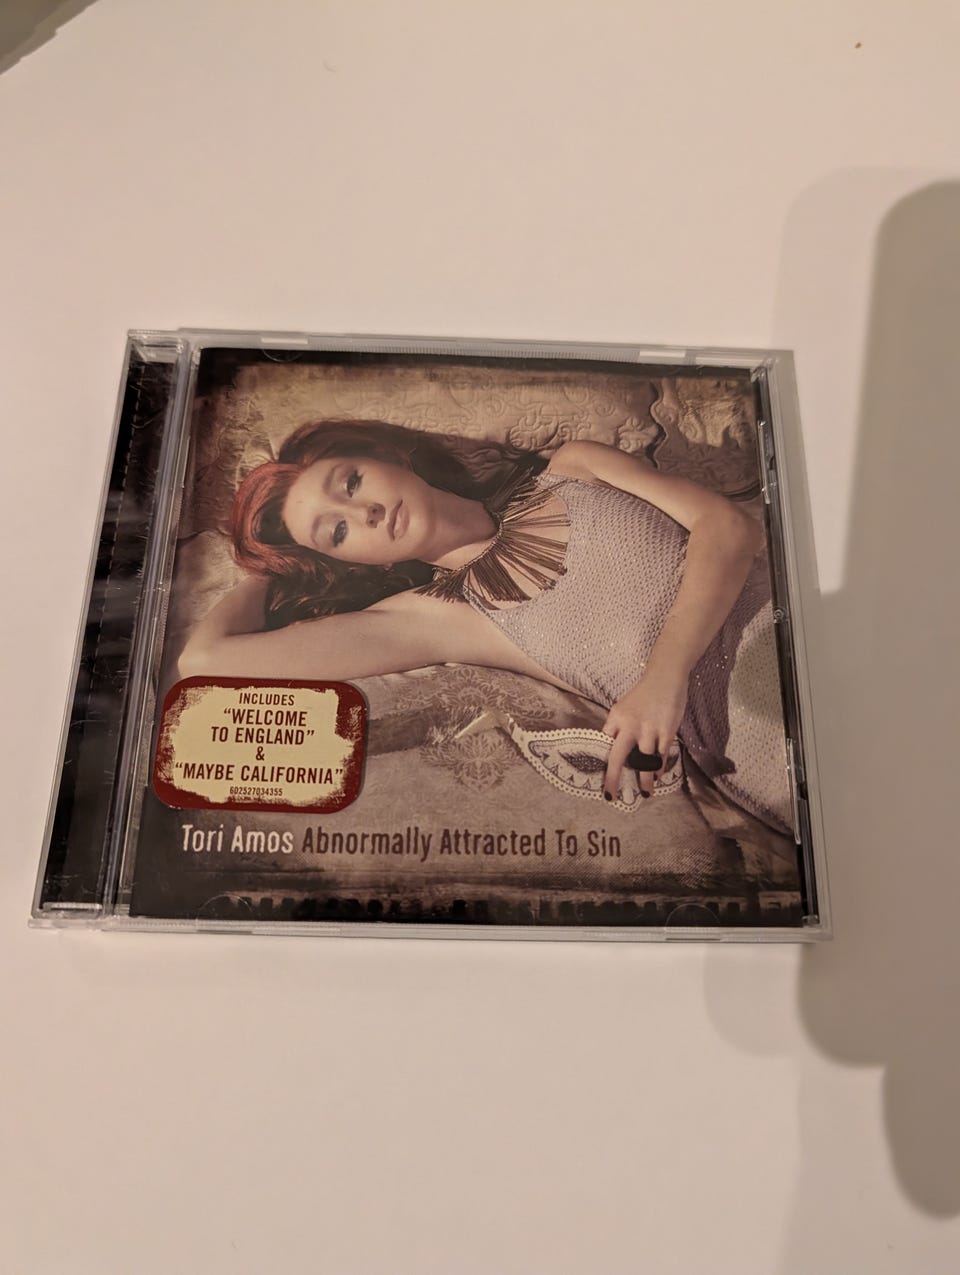 INCLUDES
“WELCOME
TO ENGLAND”
&
“MAYBE CALIFORNIA”
602527034355
Tori Amos Abnormally Attracted To Sin